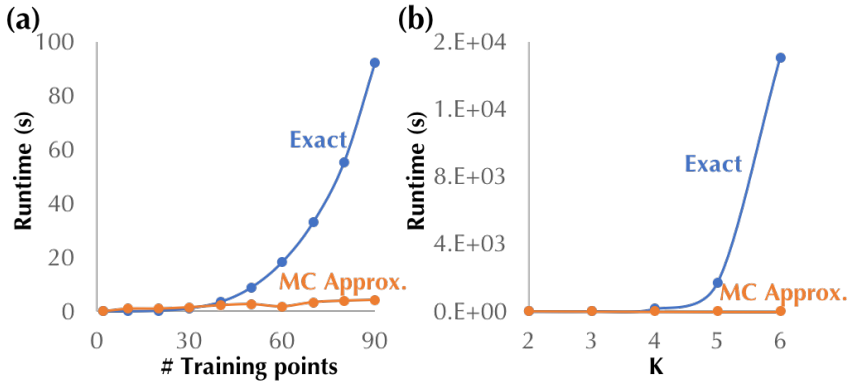 (a)
Runtime (s)
100
80
60
40
20
0
Exact
MC Approx.
0
30
60
90
# Training points
(b)
Runtime (s)
2.E+04
1.E+04
8.E+03
4.E+03
0.E+00
Exact
MC Approx.
2
3
4
5
6
K